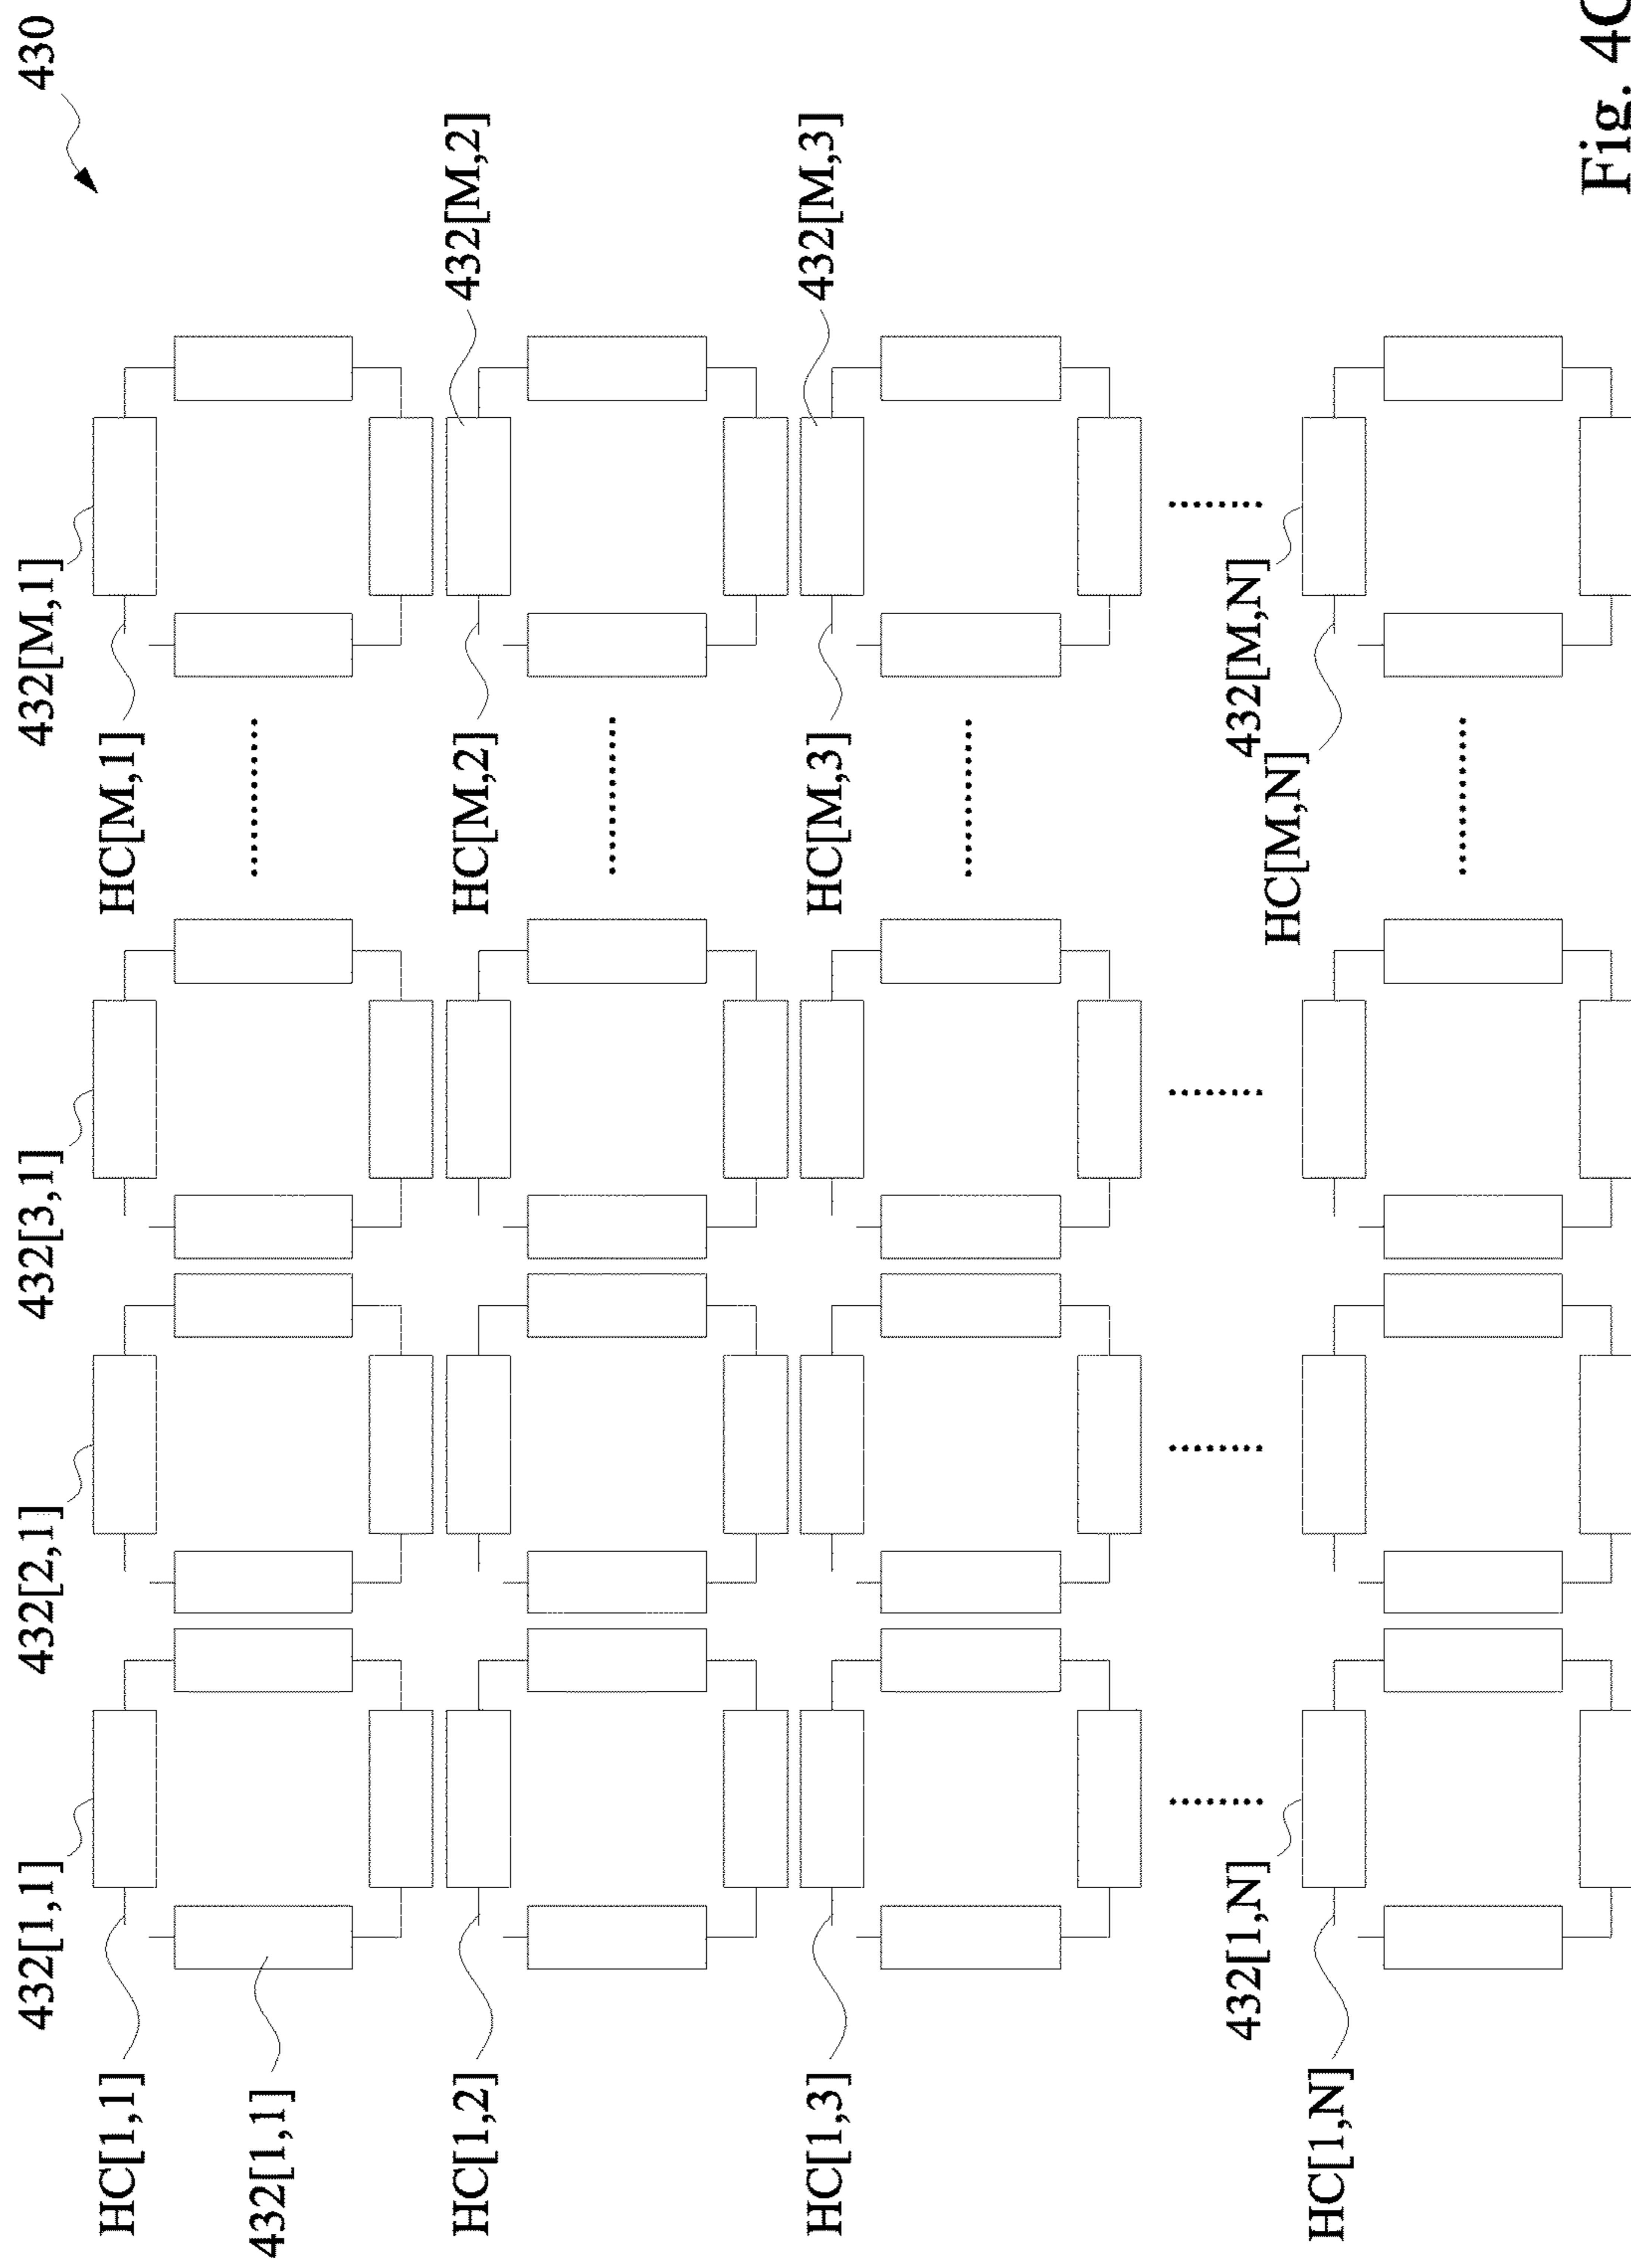 432[1,1] 432[2,1] 432[3,1] 432[M,1] 430
HC[1,1] HC[M,1]
432[1,1]
HC[1,2] HC[M,2] 432[M,2]
HC[1,3] HC[M,3] 432[M,3]
432[1,N] 432[M,N]
HC[1,N] HC[M,N]
Fig. 4C